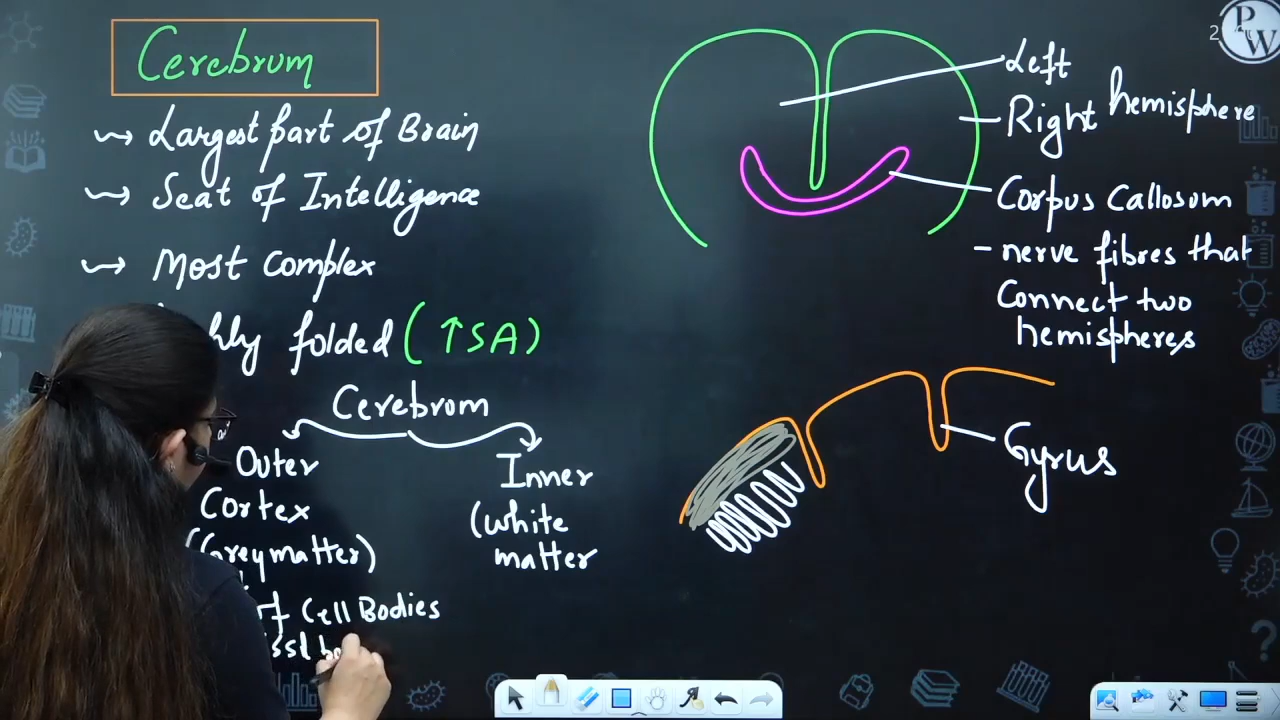 Cerebrum
Largest part of Brain
Seat of Intelligence
Most Complex
folded (↑SA)
Cerebrum
Outer
Cortex
(Greymatter)
Cell Bodies
Inner
(white
matter
Left
Right hemisphere
Corpus Callosum
- nerve fibres that
Connect two
hemispheres
Gyrus
PW